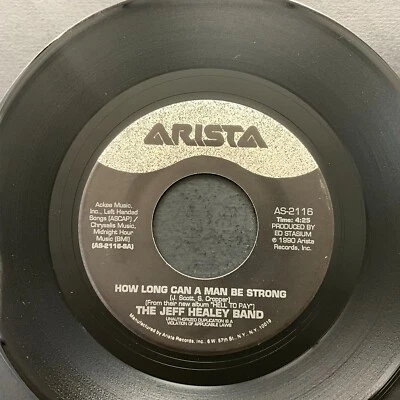 ARISTA
Aclaw Music,
Inc., Left Handed
Songs (ASCAP) /
Chrysalis Music,
Midnight Hour
Music (BMI)
(AS-2116-SA)
AS-2116
Time: 4:25
PRODUCED BY
ED STASIUM
℗ 1990 Arista
Records, Inc.
HOW LONG CAN A MAN BE STRONG
[J. Scott, S. Cropper]
(From their new album "HELL TO PAY")
THE JEFF HEALEY BAND
UNAUTHORIZED DUPLICATION IS A
VIOLATION OF APPLICABLE LAWS
Manufactured by Arista Records, Inc. 6 W. 57th St., N.Y., N.Y. 10019